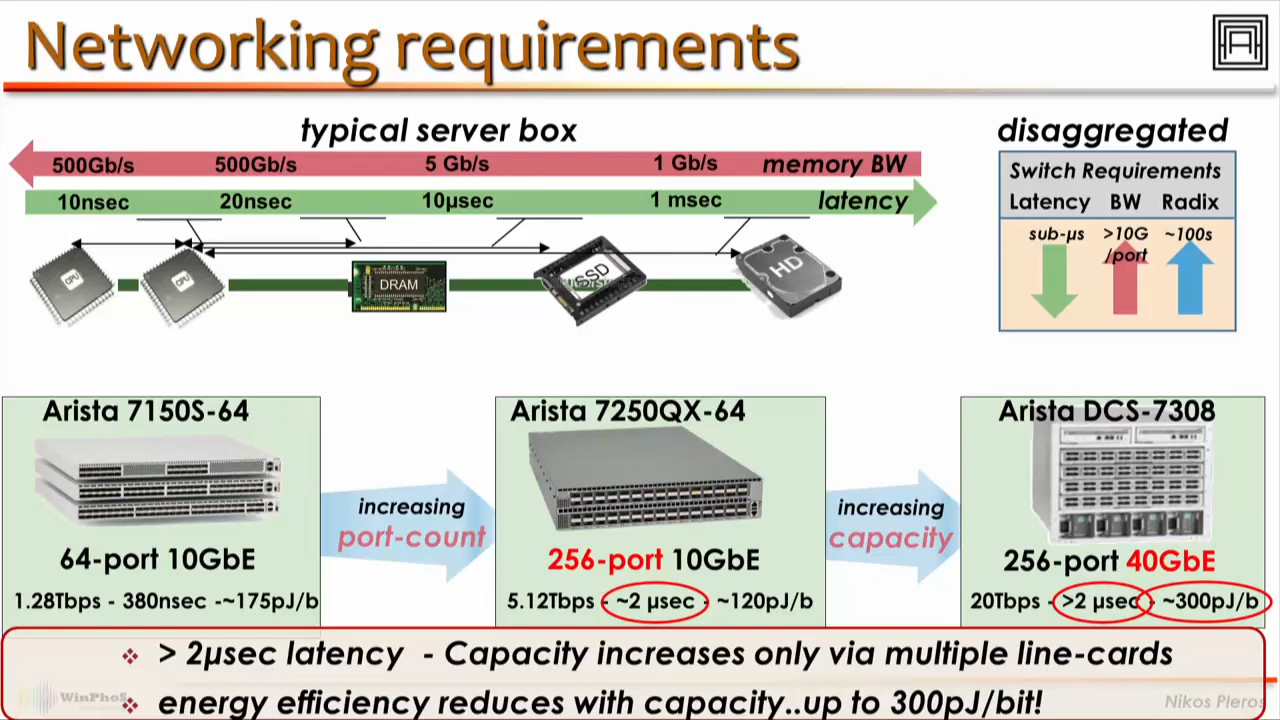 Networking requirements
typical server box
disaggregated
500Gb/s 500Gb/s 5 Gb/s 1 Gb/s memory BW
10nsec 20nsec 10µsec 1 msec latency
Switch Requirements
Latency BW Radix
sub-µs >10G /port ~100s
CPU CPU DRAM SSD HD
Arista 7150S-64
64-port 10GbE
1.28Tbps - 380nsec -~175pJ/b
increasing
port-count
Arista 7250QX-64
256-port 10GbE
5.12Tbps - ~2 µsec - ~120pJ/b
increasing
capacity
Arista DCS-7308
256-port 40GbE
20Tbps - >2 µsec - ~300pJ/b
❖ > 2µsec latency - Capacity increases only via multiple line-cards
❖ energy efficiency reduces with capacity..up to 300pJ/bit!
WinPhoS
Nikos Pleros